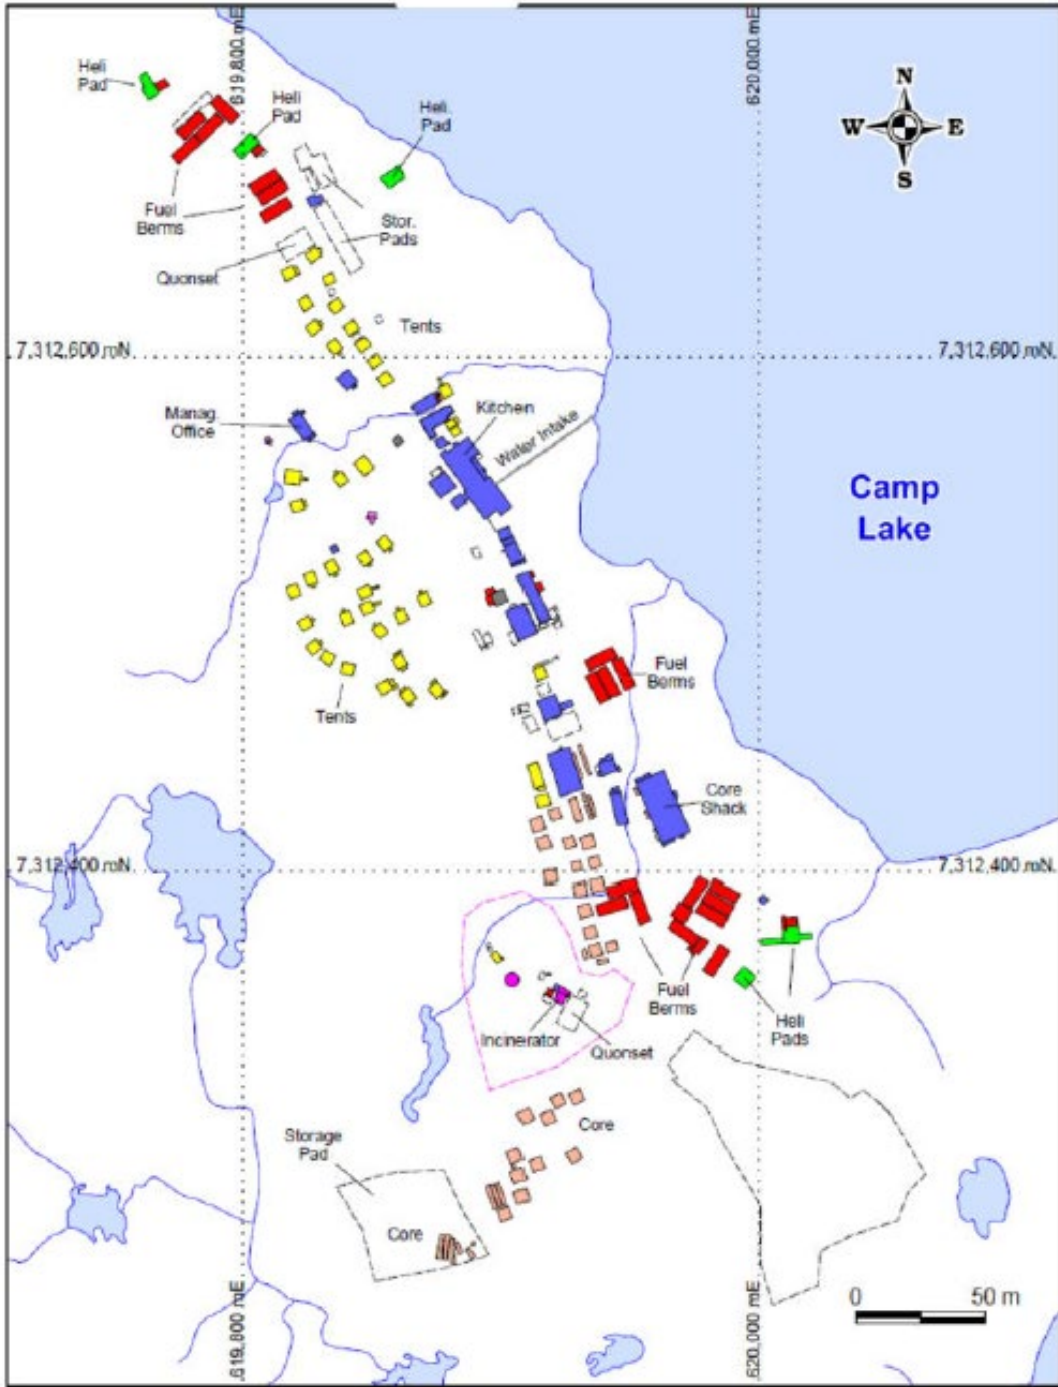 619,800 mE
620,000 mE
Heli
Pad
Heli
Pad
Heli.
Pad
N
W
E
S
Fuel
Berms
Stor.
Pads
Quonset
Tents
7,312,600 mN
7,312,600 mN
Manag.
Office
Kitchen
Water Intake
Camp
Lake
Fuel
Berms
Tents
Core
Shack
7,312,400 mN
7,312,400 mN
Fuel
Berms
Heli
Pads
Incinerator
Quonset
Core
Storage
Pad
Core
0
50 m
619,800 mE
620,000 mE